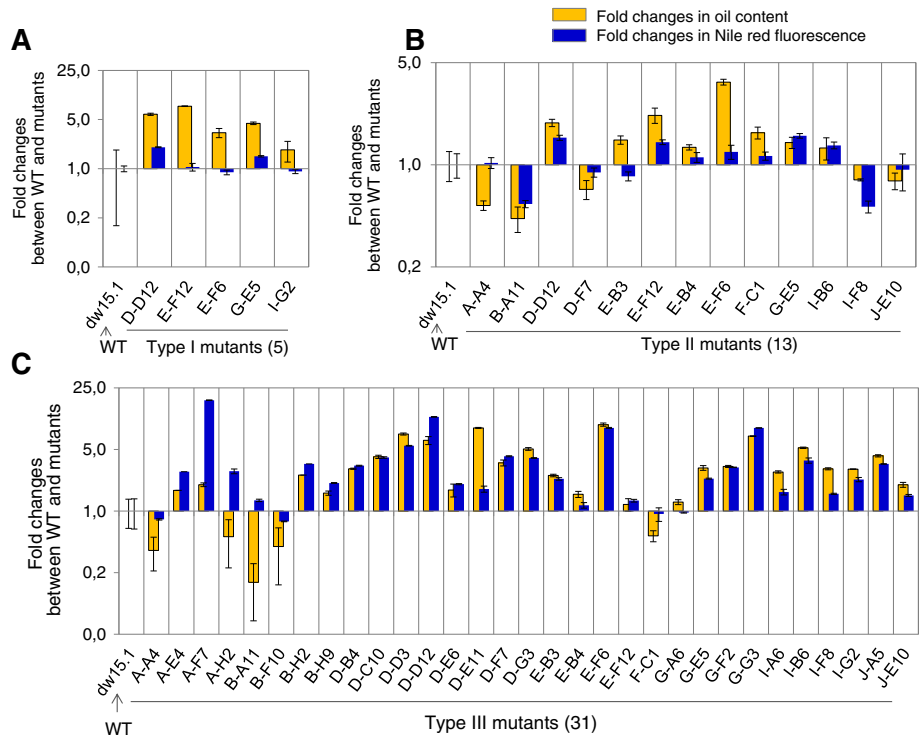 Fold changes in oil content
Fold changes in Nile red fluorescence
A
Fold changes
between WT and mutants
25,0
5,0
1,0
0,2
0,0
dw15.1
D-D12
E-F12
E-F6
G-E5
I-G2
WT
Type I mutants (5)
B
Fold changes
between WT and mutants
5,0
1,0
0,2
dw15.1
A-A4
B-A11
D-D12
D-F7
E-B3
E-F12
E-B4
E-F6
F-C1
G-E5
I-B6
I-F8
J-E10
WT
Type II mutants (13)
C
Fold changes
between WT and mutants
25,0
5,0
1,0
0,2
0,0
dw15.1
A-A4
A-E4
A-F7
A-H2
B-A11
B-F10
B-H2
B-H9
D-B4
D-C10
D-D3
D-D12
D-E6
D-E11
D-F7
D-G3
E-B3
E-B4
E-F6
E-F12
F-C1
G-A6
G-E5
G-F2
G-G3
I-A6
I-B6
I-F8
I-G2
J-A5
J-E10
WT
Type III mutants (31)